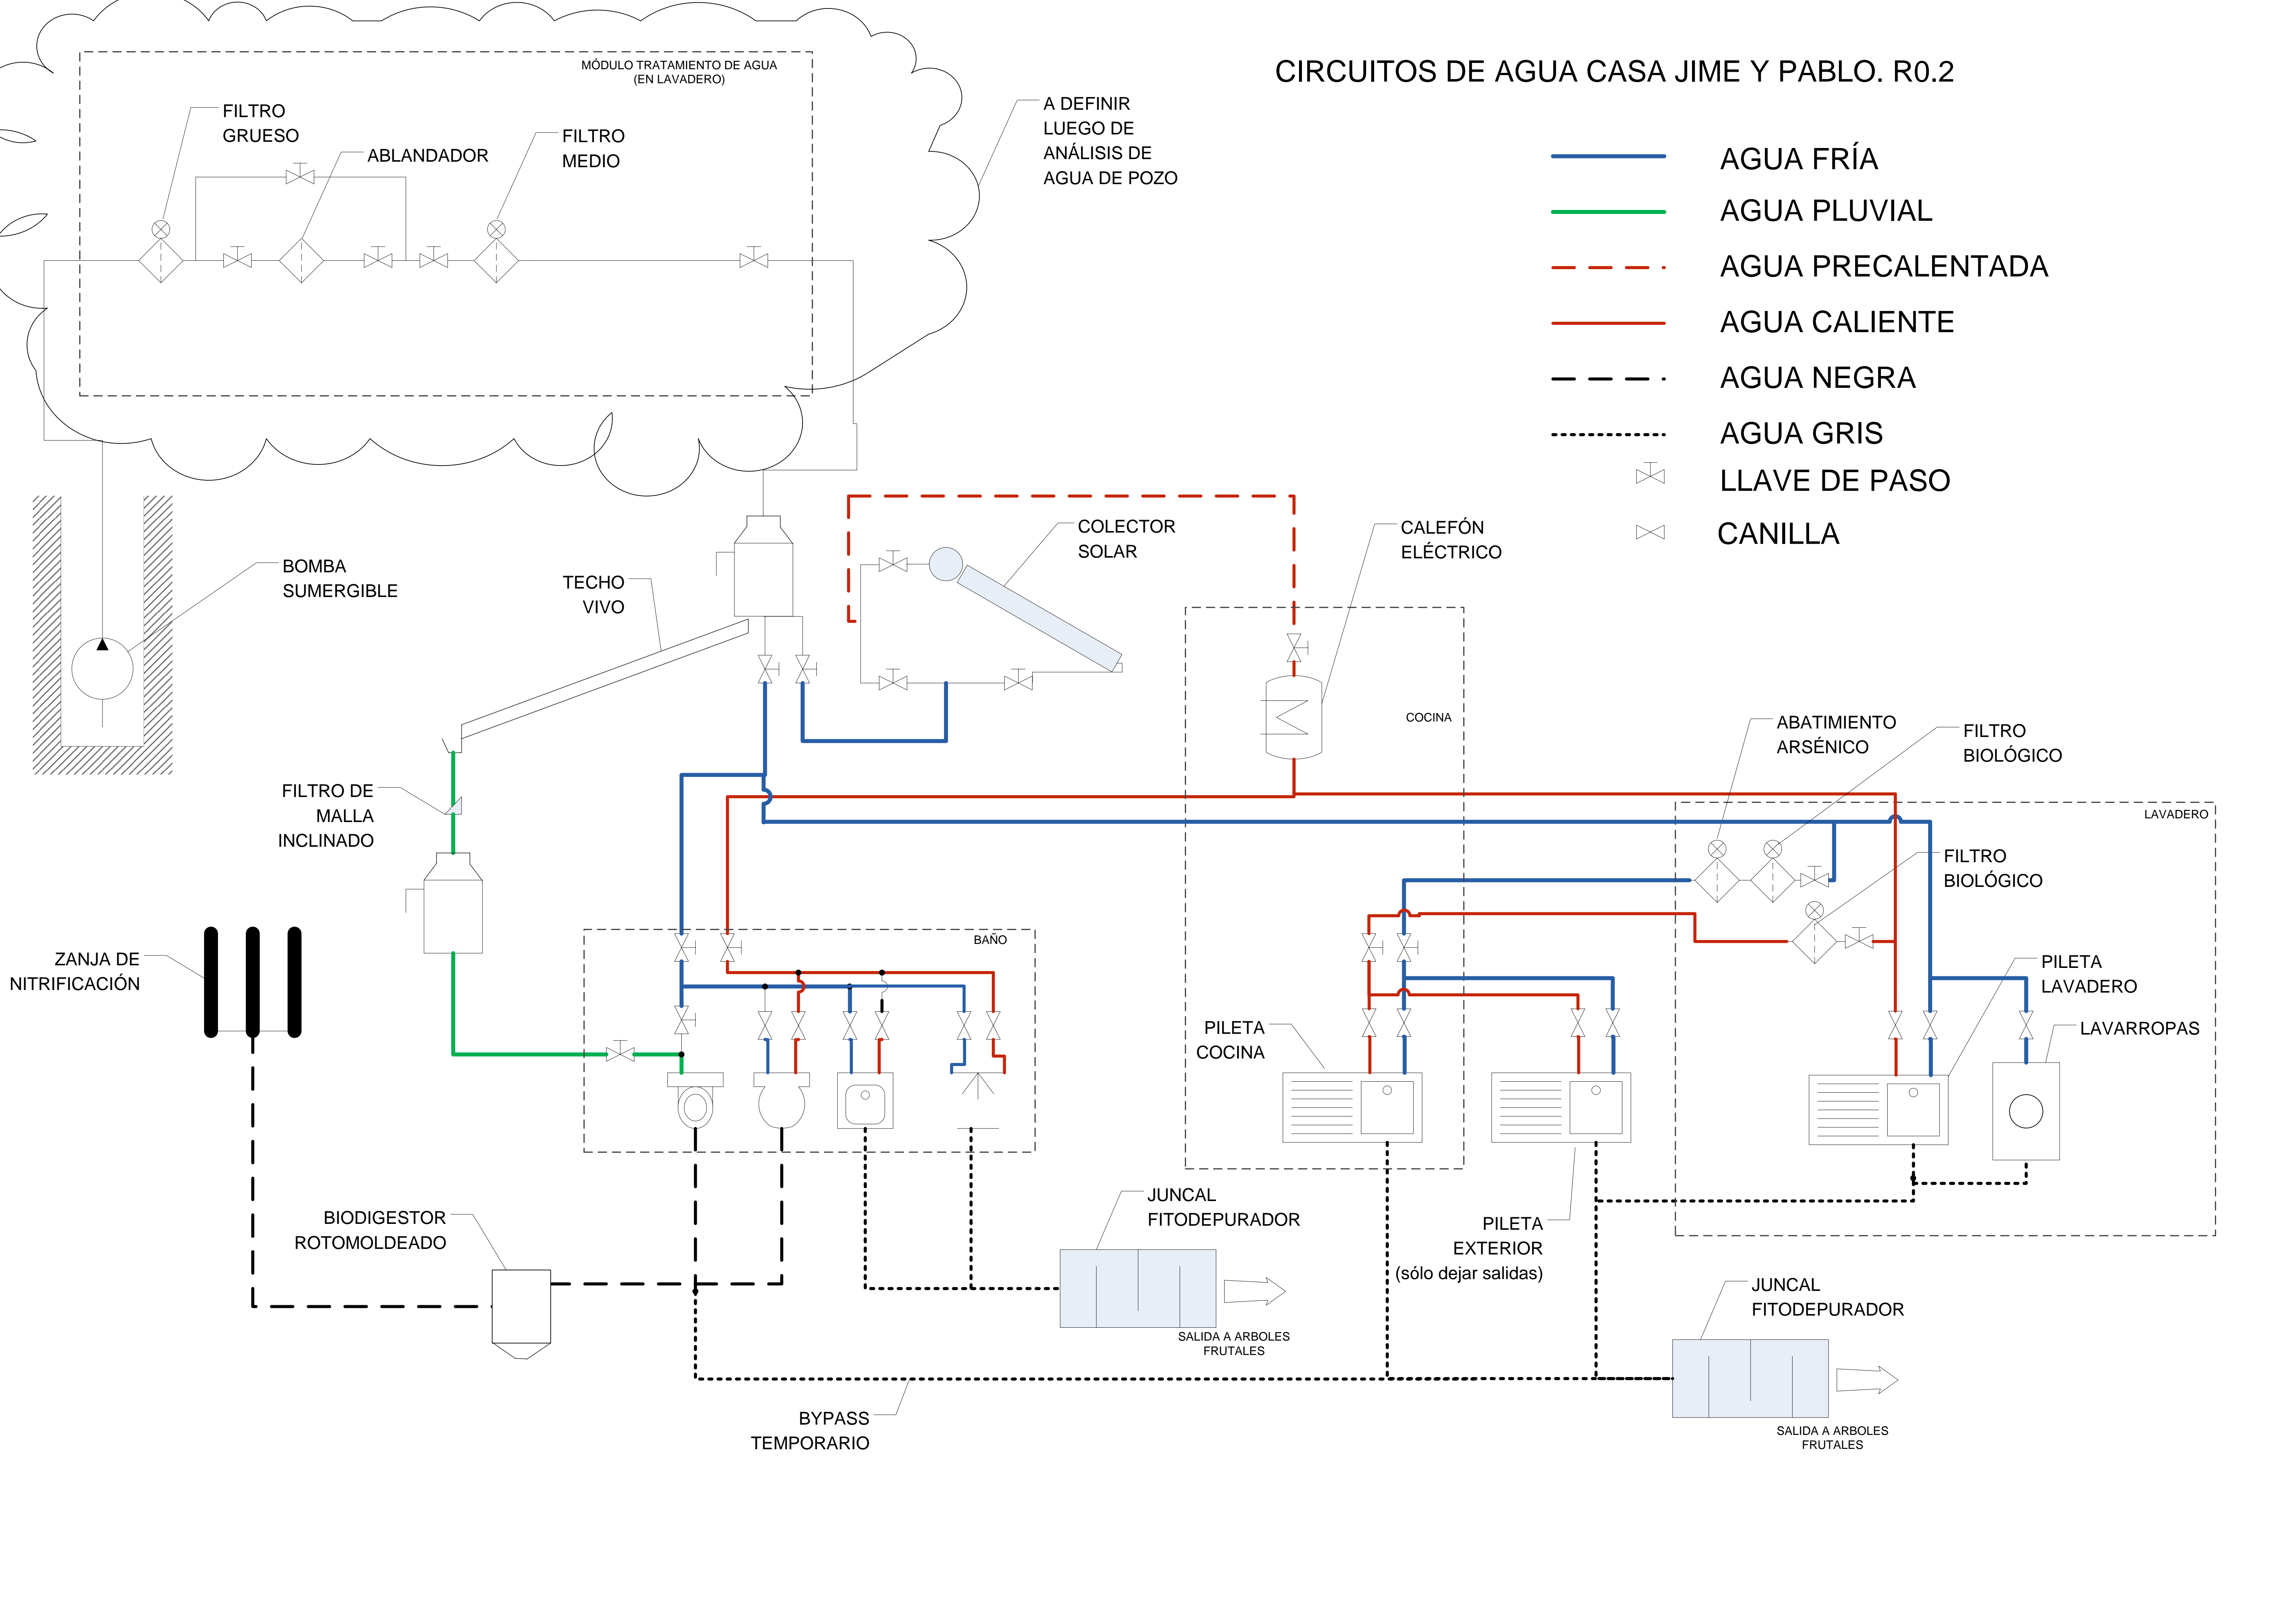 CIRCUITOS DE AGUA CASA JIME Y PABLO. R0.2
MÓDULO TRATAMIENTO DE AGUA
(EN LAVADERO)
FILTRO
GRUESO
ABLANDADOR
FILTRO
MEDIO
A DEFINIR
LUEGO DE
ANÁLISIS DE
AGUA DE POZO
AGUA FRÍA
AGUA PLUVIAL
AGUA PRECALENTADA
AGUA CALIENTE
AGUA NEGRA
AGUA GRIS
LLAVE DE PASO
CANILLA
BOMBA
SUMERGIBLE
TECHO
VIVO
COLECTOR
SOLAR
CALEFÓN
ELÉCTRICO
COCINA
ABATIMIENTO
ARSÉNICO
FILTRO
BIOLÓGICO
FILTRO DE
MALLA
INCLINADO
LAVADERO
FILTRO
BIOLÓGICO
ZANJA DE
NITRIFICACIÓN
BAÑO
PILETA
LAVADERO
PILETA
COCINA
LAVARROPAS
BIODIGESTOR
ROTOMOLDEADO
JUNCAL
FITODEPURADOR
PILETA
EXTERIOR
(sólo dejar salidas)
SALIDA A ARBOLES
FRUTALES
JUNCAL
FITODEPURADOR
BYPASS
TEMPORARIO
SALIDA A ARBOLES
FRUTALES